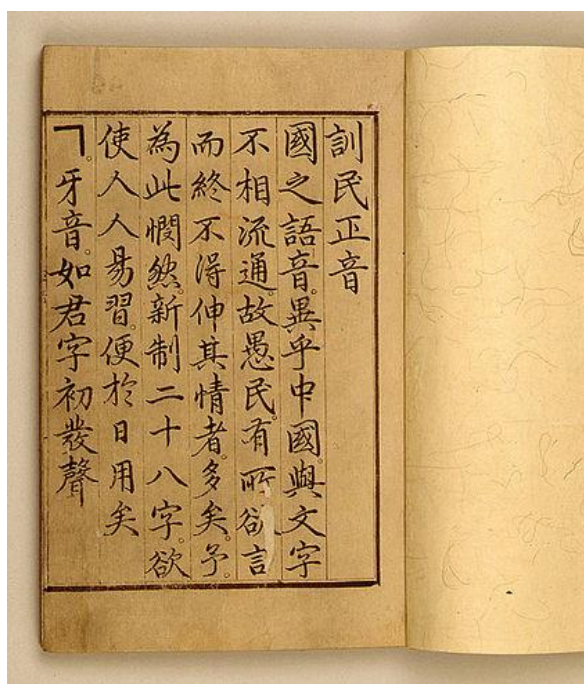 訓民正音
國之語音。異乎中國。與文字
不相流通。故愚民。有所欲言
而終不得伸其情者。多矣。予。
為此憫然。新制二十八字。欲
使人人易習。便於日用矣
ㄱ。牙音。如君字初發聲